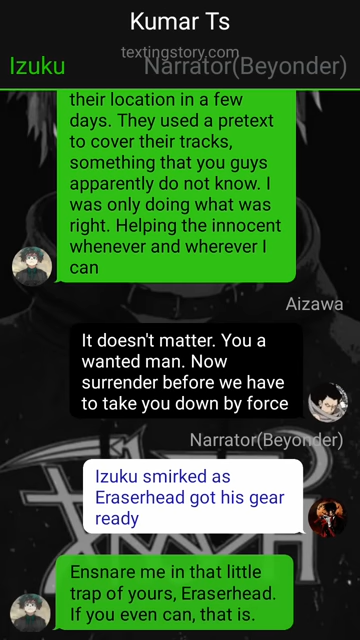 Kumar Ts
textingstory.com
Izuku
Narrator(Beyonder)
their location in a few
days. They used a pretext
to cover their tracks,
something that you guys
apparently do not know. I
was only doing what was
right. Helping the innocent
whenever and wherever I
can
Aizawa
It doesn't matter. You a
wanted man. Now
surrender before we have
to take you down by force
Narrator(Beyonder)
Izuku smirked as
Eraserhead got his gear
ready
Ensnare me in that little
trap of yours, Eraserhead.
If you even can, that is.